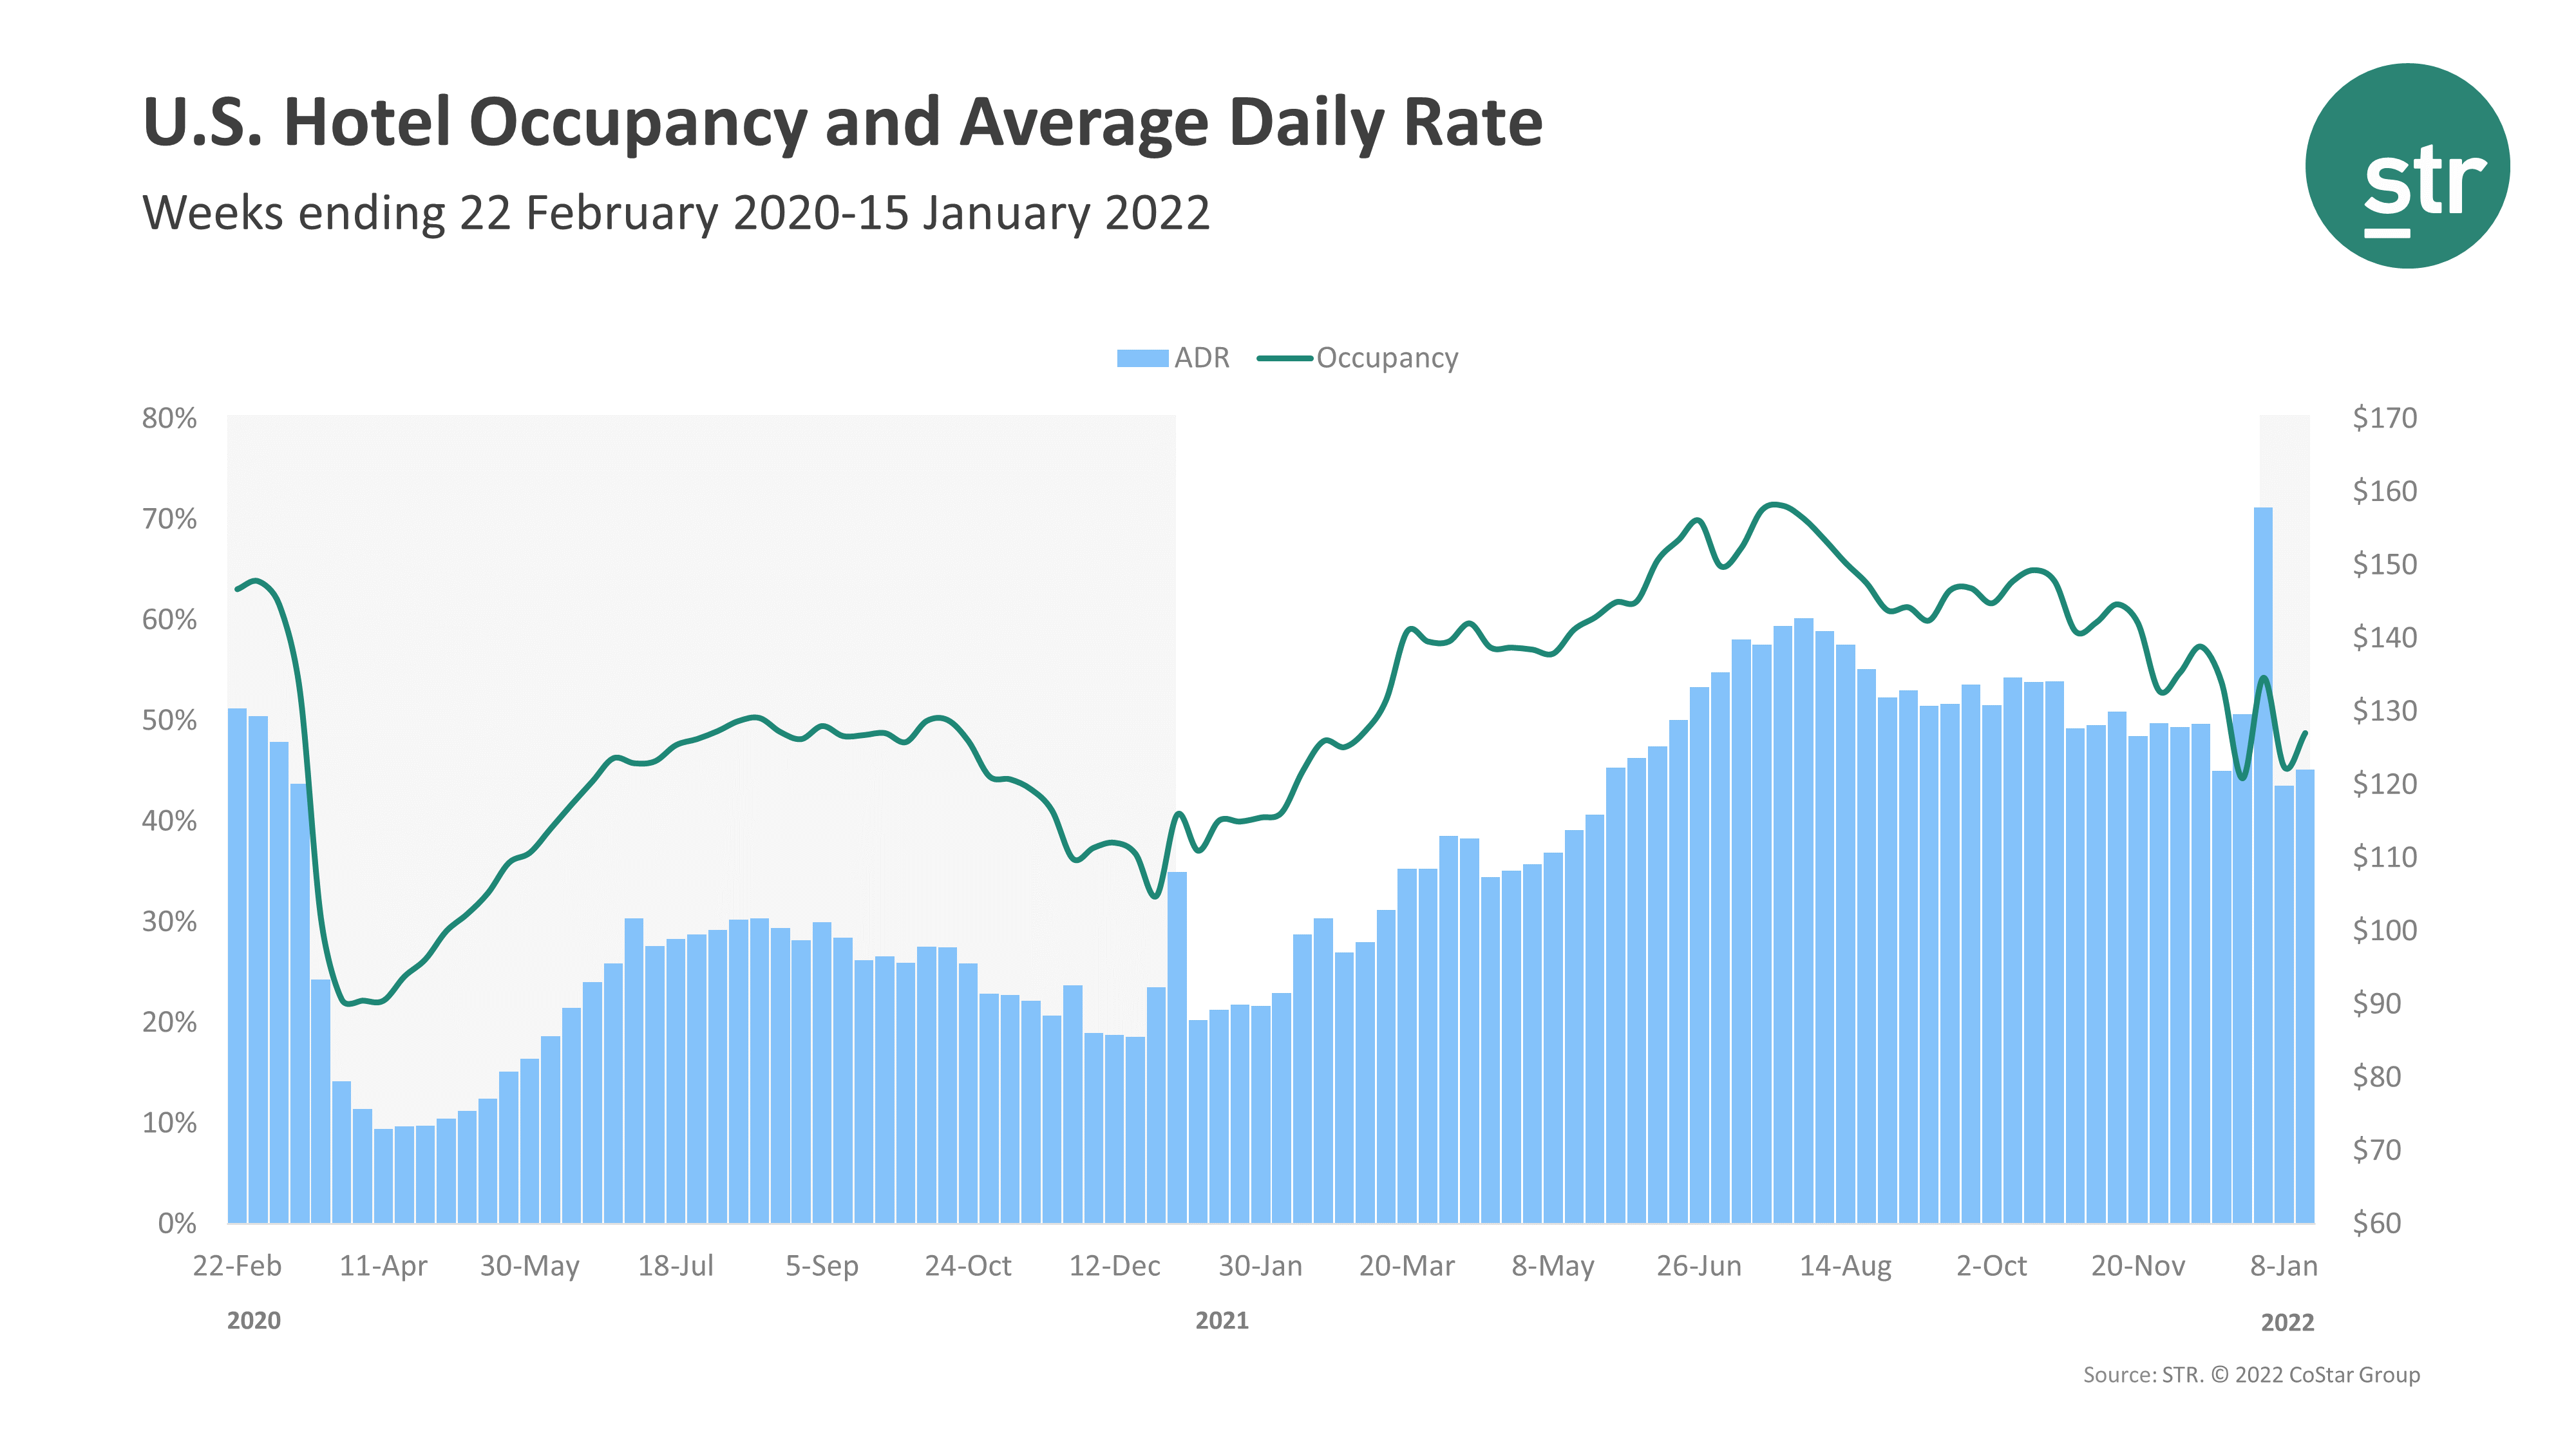 U.S. Hotel Occupancy and Average Daily Rate
Weeks ending 22 February 2020-15 January 2022
str
ADR Occupancy
80% $170
$160
70%
$150
60%
$140
50% $130
$120
40%
$110
30% $100
$90
20%
$80
10%
$70
0% $60
22-Feb 11-Apr 30-May 18-Jul 5-Sep 24-Oct 12-Dec 30-Jan 20-Mar 8-May 26-Jun 14-Aug 2-Oct 20-Nov 8-Jan
2020 2021 2022
Source: STR. © 2022 CoStar Group